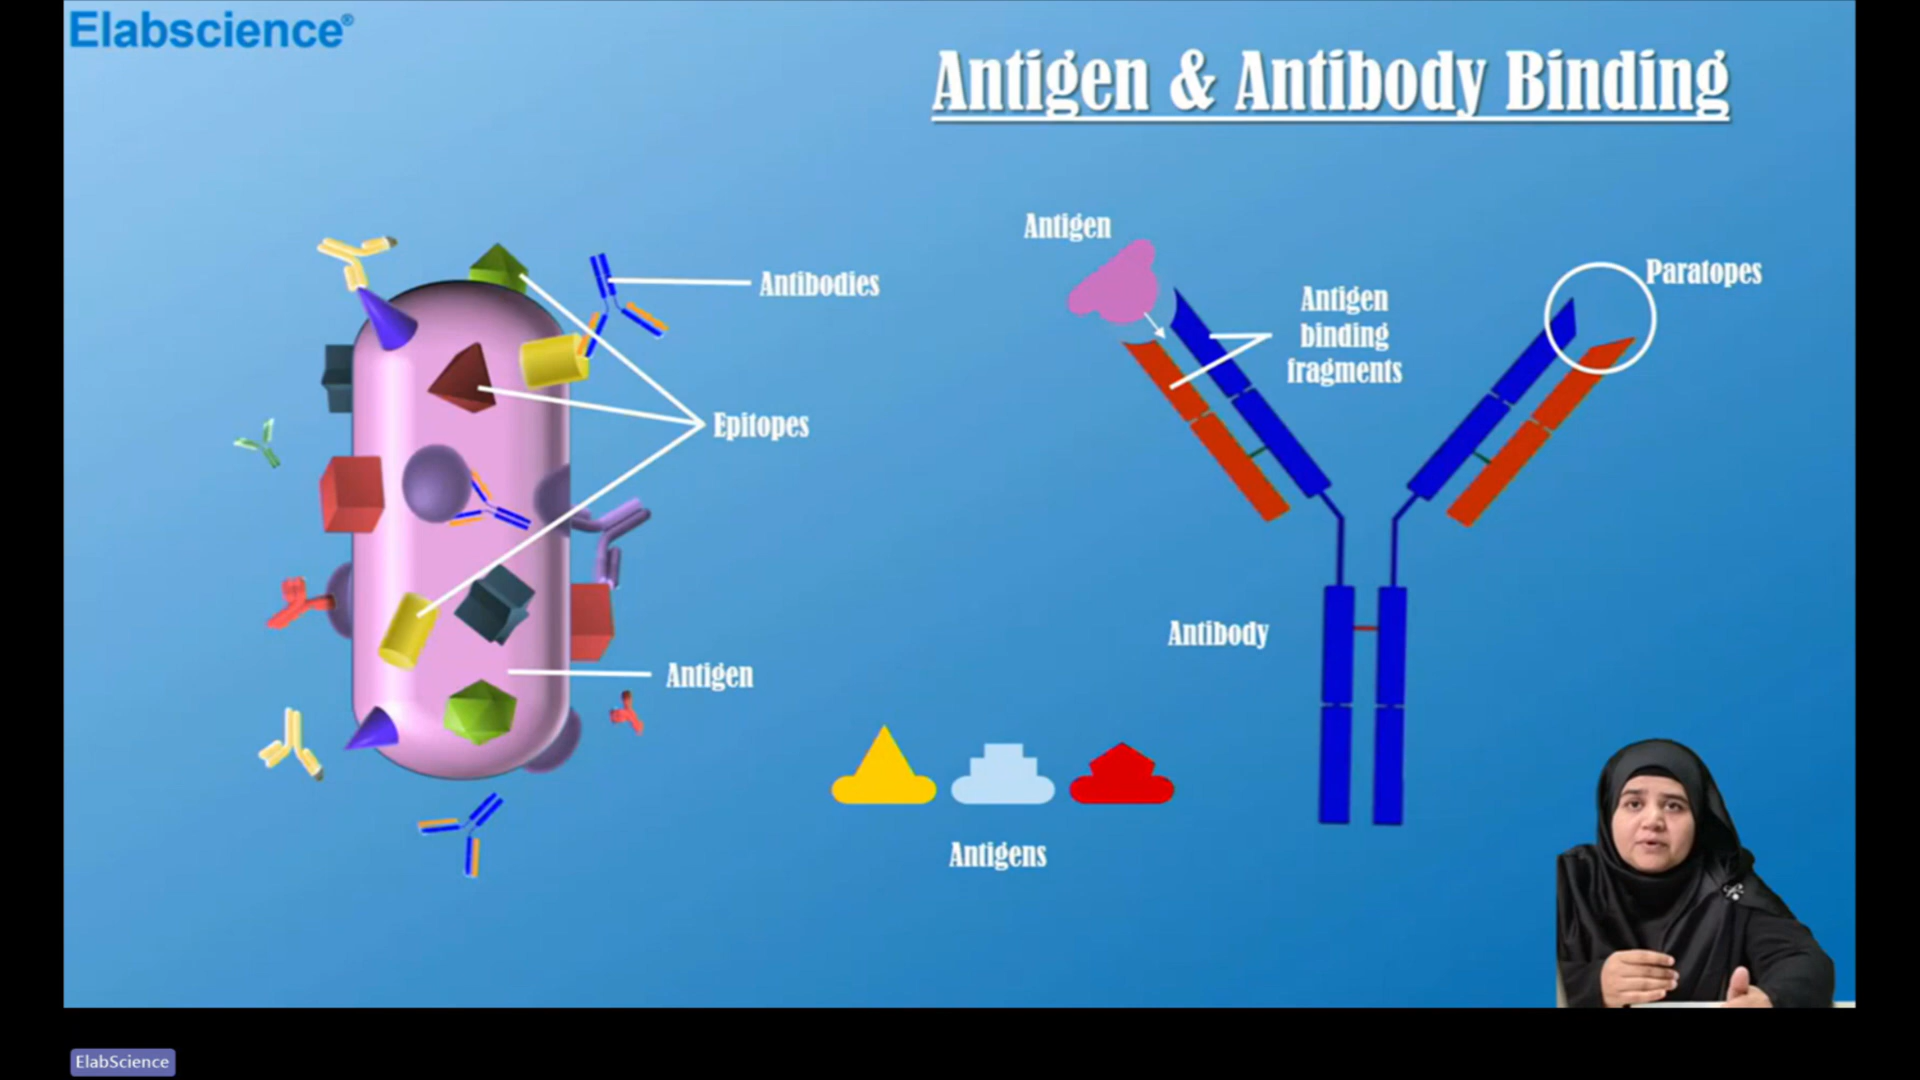 Elabscience®
Antigen & Antibody Binding
Antibodies
Epitopes
Antigen
Antigens
Antigen
Antigen
binding
fragments
Paratopes
Antibody
ElabScience